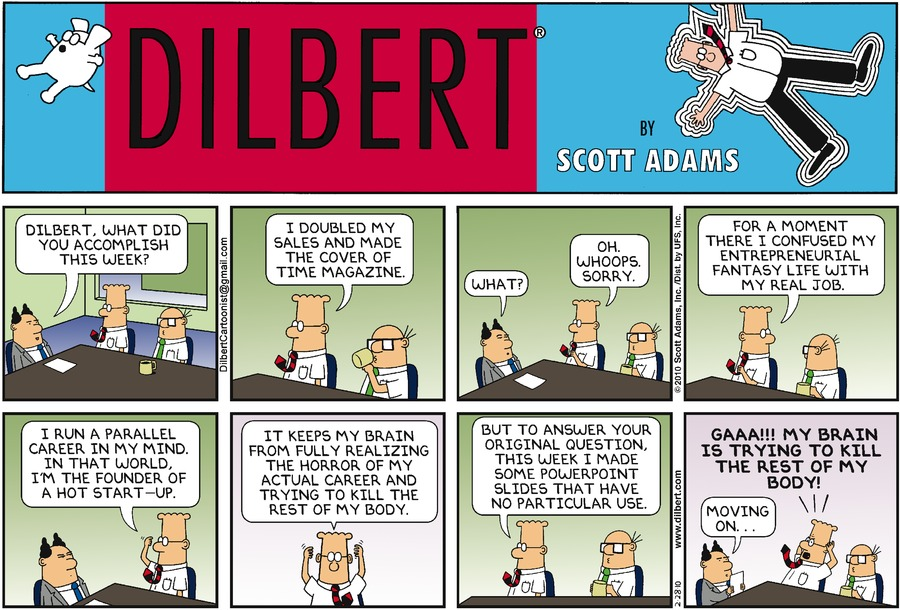 DILBERT®
BY
SCOTT ADAMS
DILBERT, WHAT DID
YOU ACCOMPLISH
THIS WEEK?
DilbertCartoonist@gmail.com
I DOUBLED MY
SALES AND MADE
THE COVER OF
TIME MAGAZINE.
WHAT?
OH.
WHOOPS.
SORRY.
© 2010 Scott Adams, Inc./Dist. by UFS, Inc.
FOR A MOMENT
THERE I CONFUSED MY
ENTREPRENEURIAL
FANTASY LIFE WITH
MY REAL JOB.
I RUN A PARALLEL
CAREER IN MY MIND.
IN THAT WORLD,
I'M THE FOUNDER OF
A HOT START-UP.
IT KEEPS MY BRAIN
FROM FULLY REALIZING
THE HORROR OF MY
ACTUAL CAREER AND
TRYING TO KILL THE
REST OF MY BODY.
BUT TO ANSWER YOUR
ORIGINAL QUESTION,
THIS WEEK I MADE
SOME POWERPOINT
SLIDES THAT HAVE
NO PARTICULAR USE.
www.dilbert.com
2-28-10
GAAA!!! MY BRAIN
IS TRYING TO KILL
THE REST OF MY
BODY!
MOVING
ON...